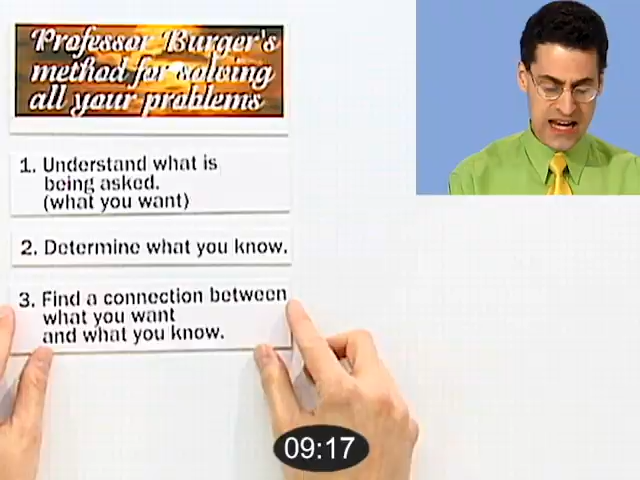 Professor Burger's
method for solving
all your problems
1. Understand what is
being asked.
(what you want)
2. Determine what you know.
3. Find a connection between
what you want
and what you know.
09:17